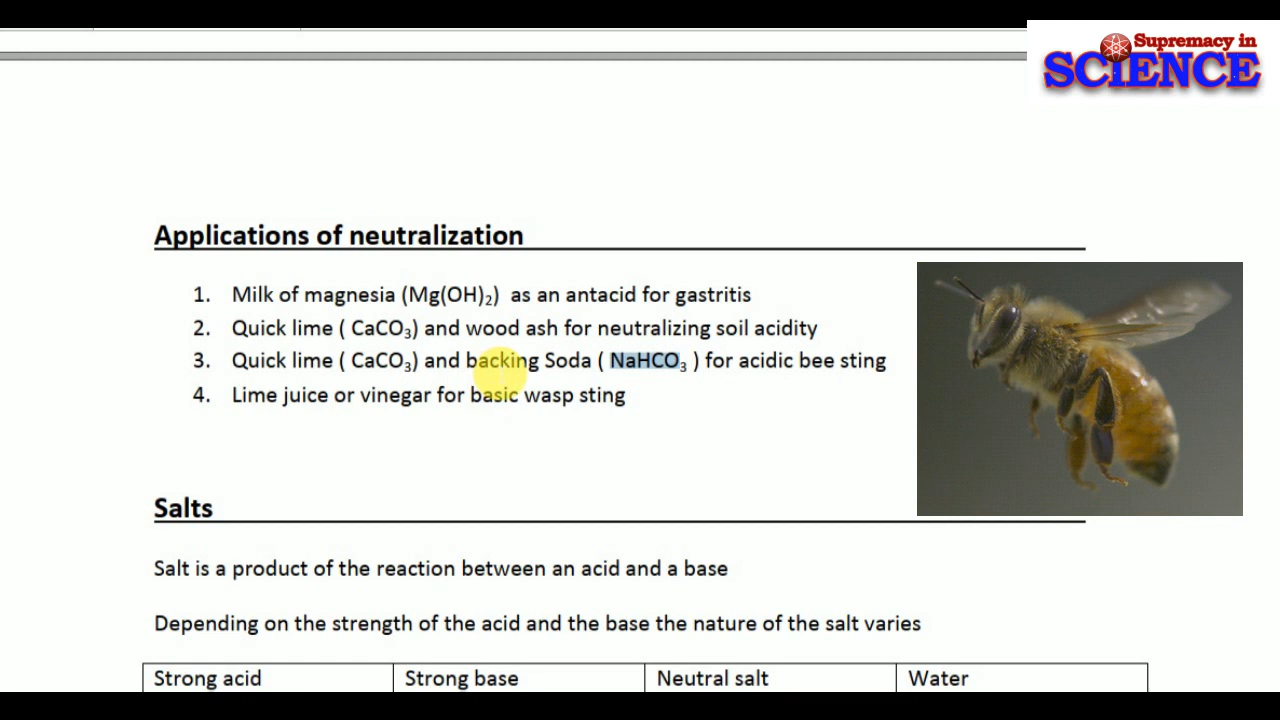 Supremacy in
SCIENCE
Applications of neutralization
1. Milk of magnesia (Mg(OH)₂) as an antacid for gastritis
2. Quick lime ( CaCO₃) and wood ash for neutralizing soil acidity
3. Quick lime ( CaCO₃) and backing Soda ( NaHCO₃ ) for acidic bee sting
4. Lime juice or vinegar for basic wasp sting
Salts
Salt is a product of the reaction between an acid and a base
Depending on the strength of the acid and the base the nature of the salt varies
Strong acid Strong base Neutral salt Water